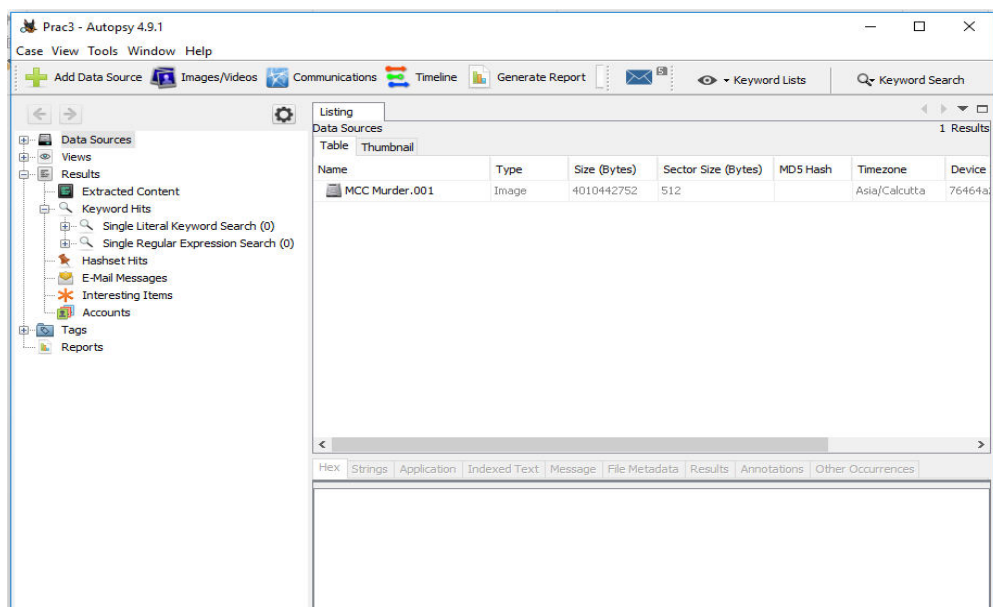 Prac3 - Autopsy 4.9.1
Case View Tools Window Help
Add Data Source Images/Videos Communications Timeline Generate Report Keyword Lists Keyword Search
Listing
Data Sources 1 Results
Table Thumbnail
Name Type Size (Bytes) Sector Size (Bytes) MD5 Hash Timezone Device
MCC Murder.001 Image 4010442752 512 Asia/Calcutta 76464a
Data Sources
Views
Results
Extracted Content
Keyword Hits
Single Literal Keyword Search (0)
Single Regular Expression Search (0)
Hashset Hits
E-Mail Messages
Interesting Items
Accounts
Tags
Reports
Hex Strings Application Indexed Text Message File Metadata Results Annotations Other Occurrences